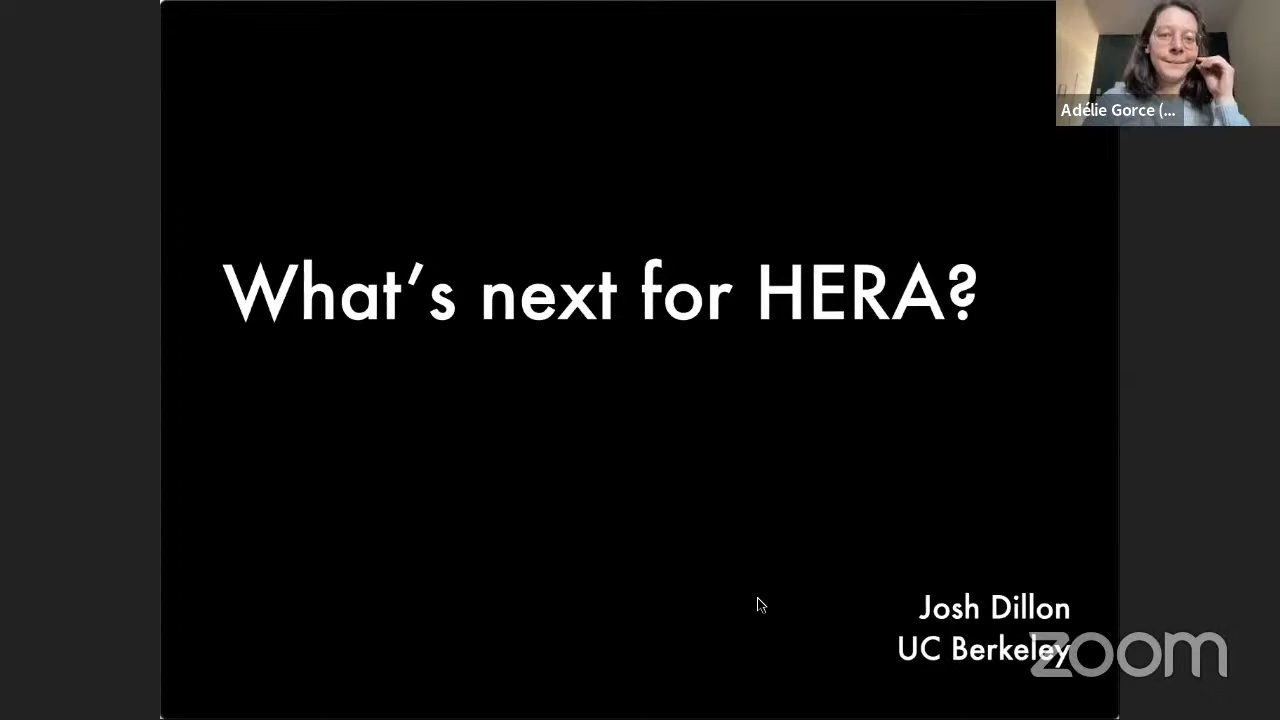 Adélie Gorce (...
What's next for HERA?
Josh Dillon
UC Berkeley
zoom